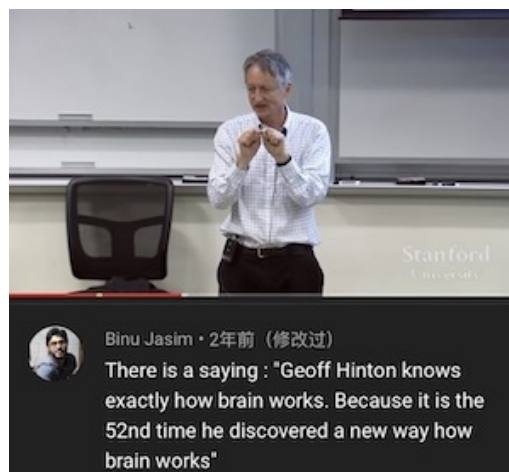 Stanford
University
Binu Jasim • 2年前（修改过）
There is a saying : "Geoff Hinton knows
exactly how brain works. Because it is the
52nd time he discovered a new way how
brain works"